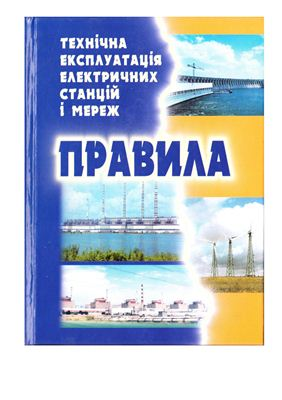 ТЕХНІЧНА
ЕКСПЛУАТАЦІЯ
ЕЛЕКТРИЧНИХ
СТАНЦІЙ
І МЕРЕЖ
ПРАВИЛА